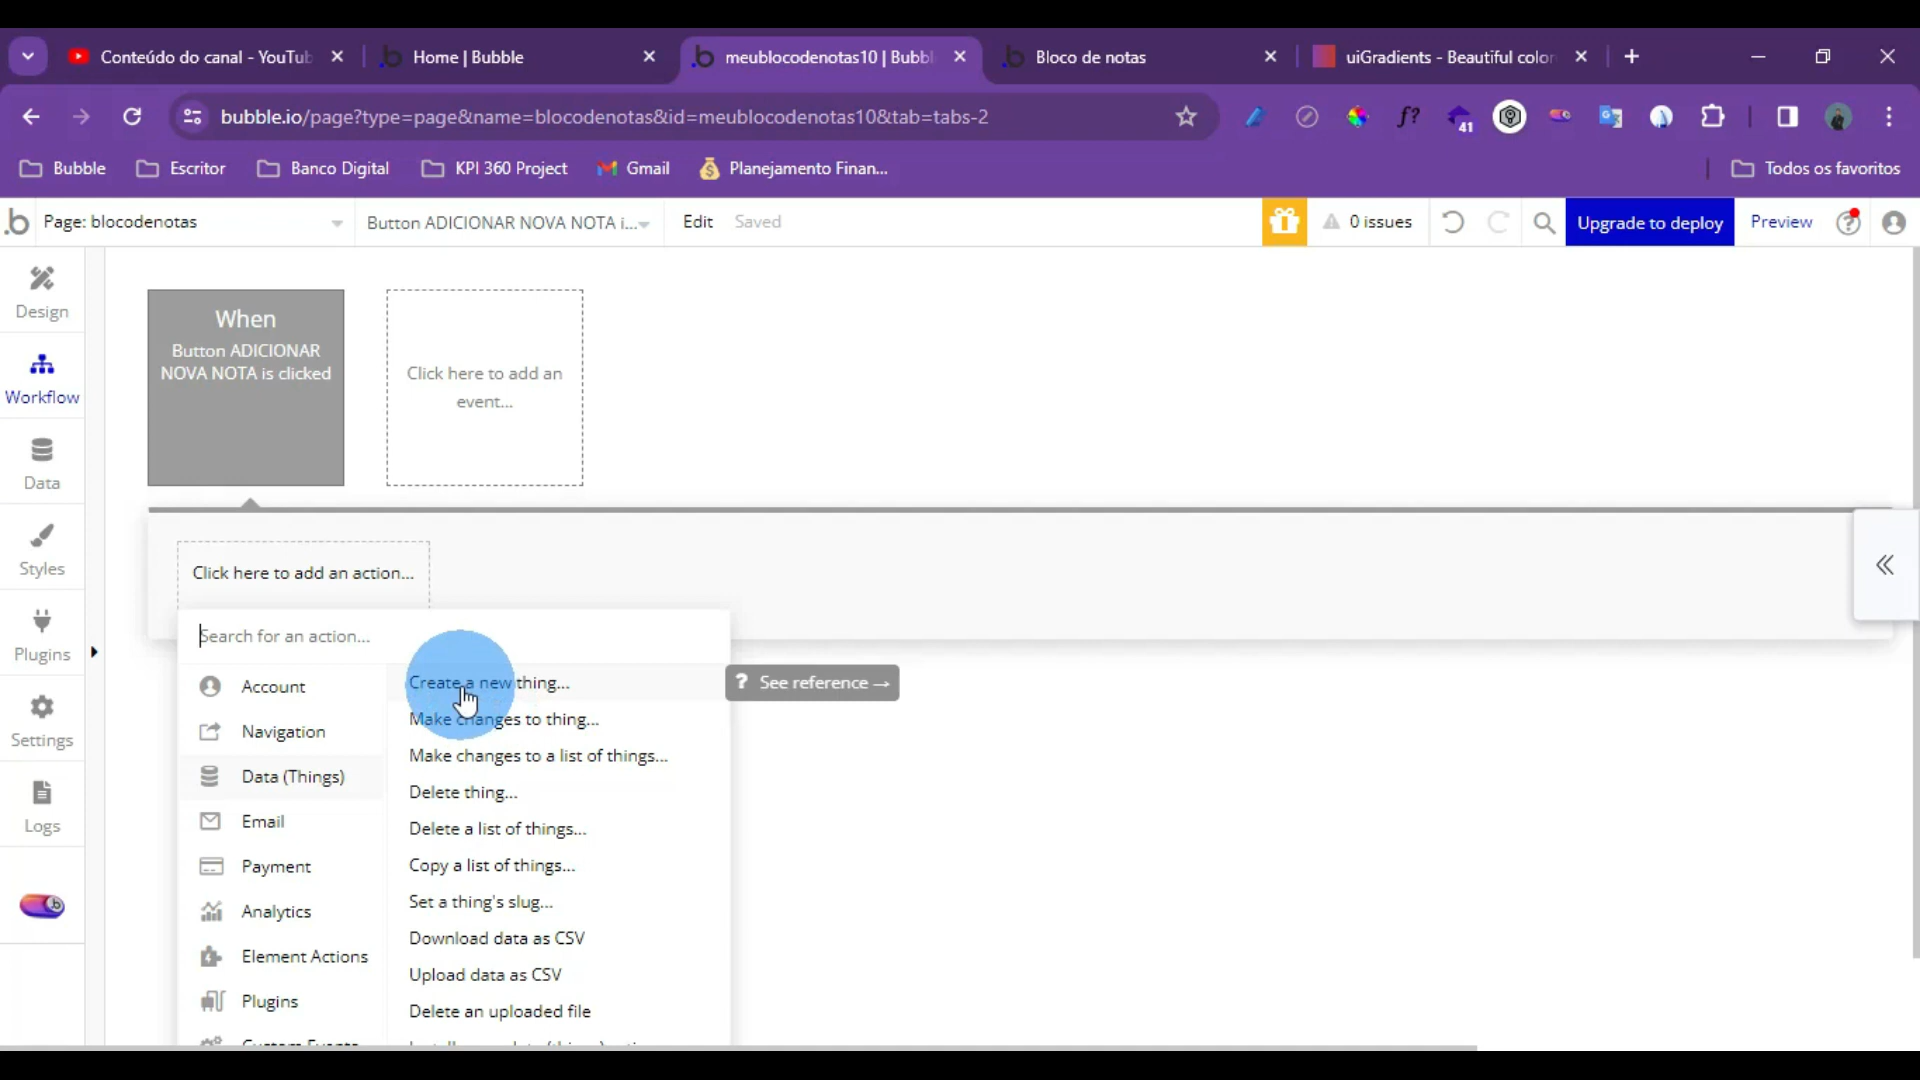 Conteúdo do canal - YouTub
Home | Bubble
meublocodenotas10 | Bubbl
Bloco de notas
uiGradients - Beautiful color
bubble.io/page?type=page&name=blocodenotas&id=meublocodenotas10&tab=tabs-2
f?
41
Bubble
Escritor
Banco Digital
KPI 360 Project
Gmail
Planejamento Finan...
Todos os favoritos
.b
Page: blocodenotas
Button ADICIONAR NOVA NOTA i...
Edit
Saved
0 issues
Upgrade to deploy
Preview
Design
Workflow
Data
Styles
Plugins
Settings
Logs
When
Button ADICIONAR
NOVA NOTA is clicked
Click here to add an
event...
Click here to add an action...
Search for an action...
Account
Navigation
Data (Things)
Email
Payment
Analytics
Element Actions
Plugins
Create a new thing...
Make changes to thing...
Make changes to a list of things...
Delete thing...
Delete a list of things...
Copy a list of things...
Set a thing's slug...
Download data as CSV
Upload data as CSV
Delete an uploaded file
? See reference →